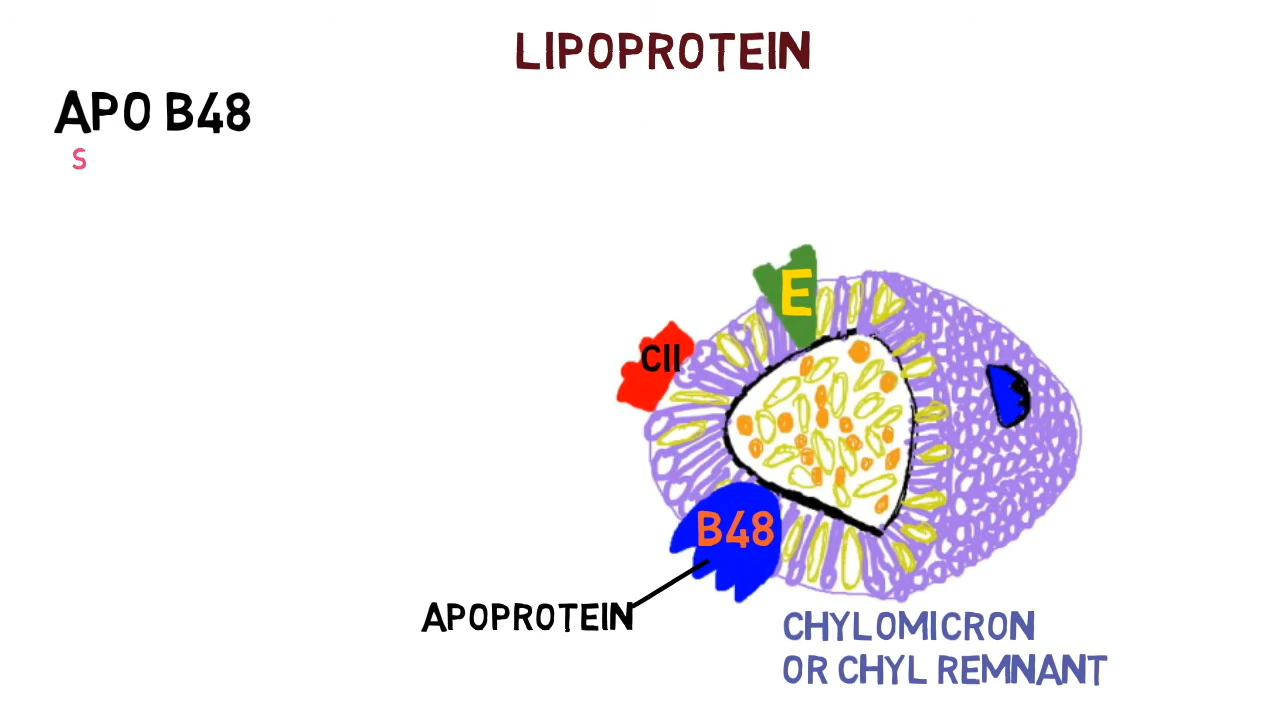 LIPOPROTEIN
APO B48
S
E
CII
B48
APOPROTEIN
CHYLOMICRON
OR CHYL REMNANT